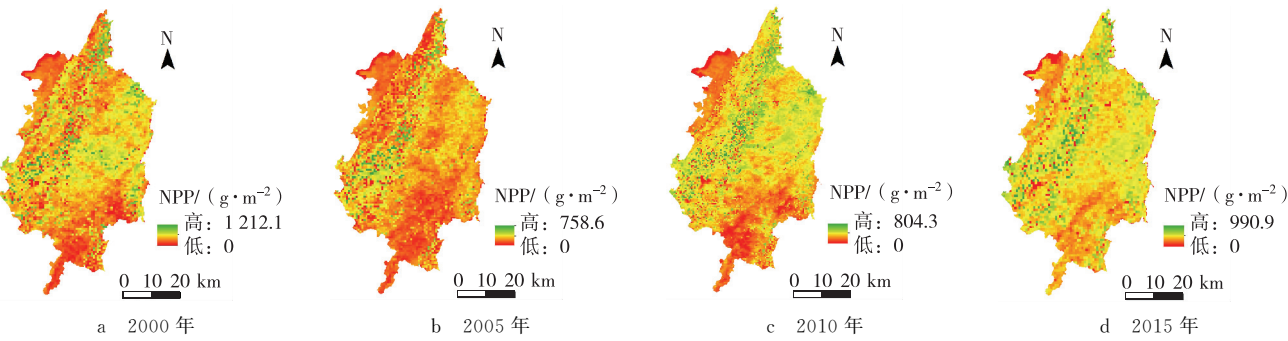 N
NPP/（g·m⁻²）
高：1 212.1
低：0
0 10 20 km
a 2000 年
N
NPP/（g·m⁻²）
高：758.6
低：0
0 10 20 km
b 2005 年
N
NPP/（g·m⁻²）
高：804.3
低：0
0 10 20 km
c 2010 年
N
NPP/（g·m⁻²）
高：990.9
低：0
0 10 20 km
d 2015 年